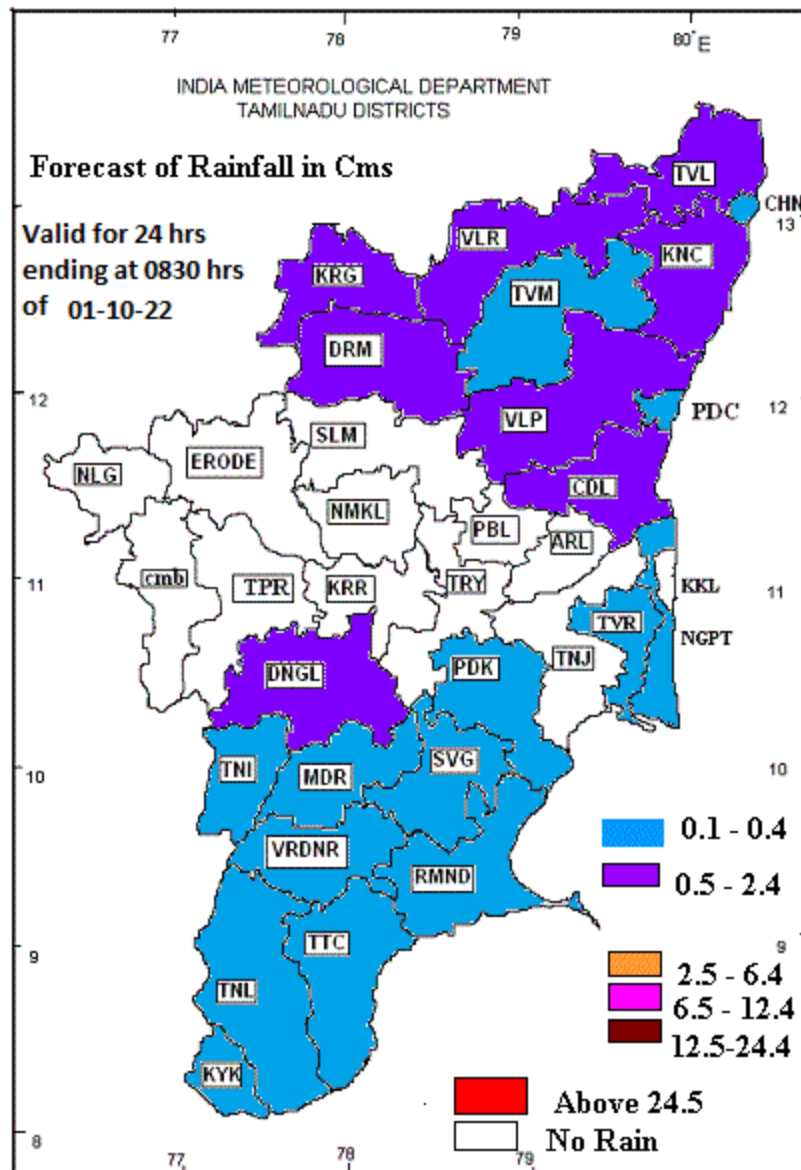 77 78 79 80° E
INDIA METEOROLOGICAL DEPARTMENT
TAMILNADU DISTRICTS
Forecast of Rainfall in Cms
Valid for 24 hrs
ending at 0830 hrs
of 01-10-22
TVL
CHN
13
VLR
KNC
KRG
TVM
DRM
12
12
PDC
VLP
SLM
ERODE
NLG
CDL
NMKL
PBL
ARL
11
cmb
TPR
KRR
TRY
KKL
11
TVR
NGPT
TNJ
DNGL
PDK
10
TNI
MDR
SVG
10
0.1 - 0.4
VRDNR
RMND
0.5 - 2.4
9
TTC
9
2.5 - 6.4
TNL
6.5 - 12.4
12.5-24.4
KYK
Above 24.5
No Rain
8
77 78 79